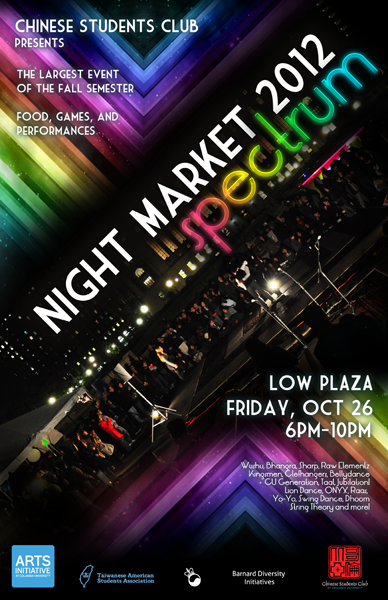 CHINESE STUDENTS CLUB
PRESENTS
THE LARGEST EVENT
OF THE FALL SEMESTER
FOOD, GAMES, AND
PERFORMANCES
NIGHT MARKET 2012
spectrum
LOW PLAZA
FRIDAY, OCT 26
6PM-10PM
Wushu, Bhangra, Sharp, Raw Elementz
Kingsmen, Clefhangers, Bellydance
CU Generation, Taal, Jubilation!
Lion Dance, ONYX, Raas,
Yo-Yo, Swing Dance, Dhoom
String Theory and more!
ARTS
INITIATIVE
AT COLUMBIA UNIVERSITY
Taiwanese American
Students Association
Barnard Diversity
Initiatives
Chinese Students Club